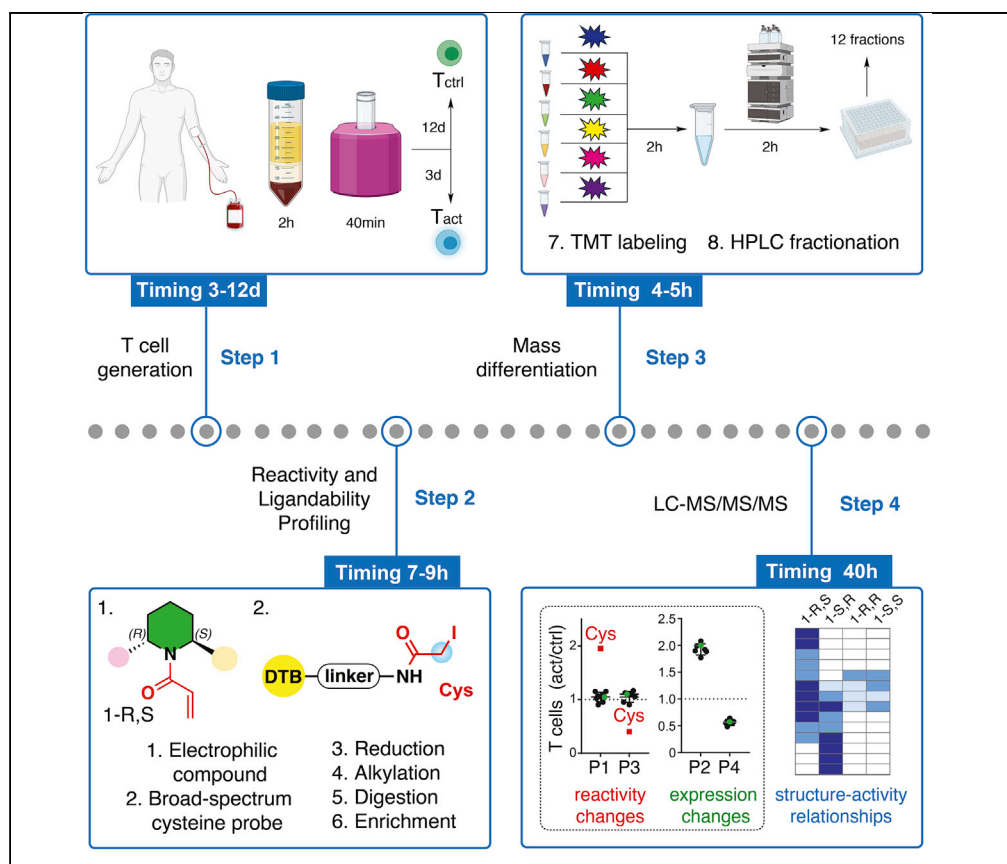 Tctrl
12d
3d
Tact
2h
40min
Timing 3-12d
T cell
generation
Step 1
12 fractions
2h
2h
7. TMT labeling
8. HPLC fractionation
Timing 4-5h
Mass
differentiation
Step 3
Reactivity and
Ligandability
Profiling
Step 2
Timing 7-9h
1.
(R)
(S)
N
O
1-R,S
2.
O
I
DTB
linker
NH
Cys
1. Electrophilic
compound
2. Broad-spectrum
cysteine probe
3. Reduction
4. Alkylation
5. Digestion
6. Enrichment
LC-MS/MS/MS
Step 4
Timing 40h
T cells (act/ctrl)
2
1
0
Cys
Cys
P1 P3
reactivity
changes
2.5
2.0
1.0
0.5
0
P2 P4
expression
changes
1-R,S
1-S,R
1-R,R
1-S,S
structure-activity
relationships